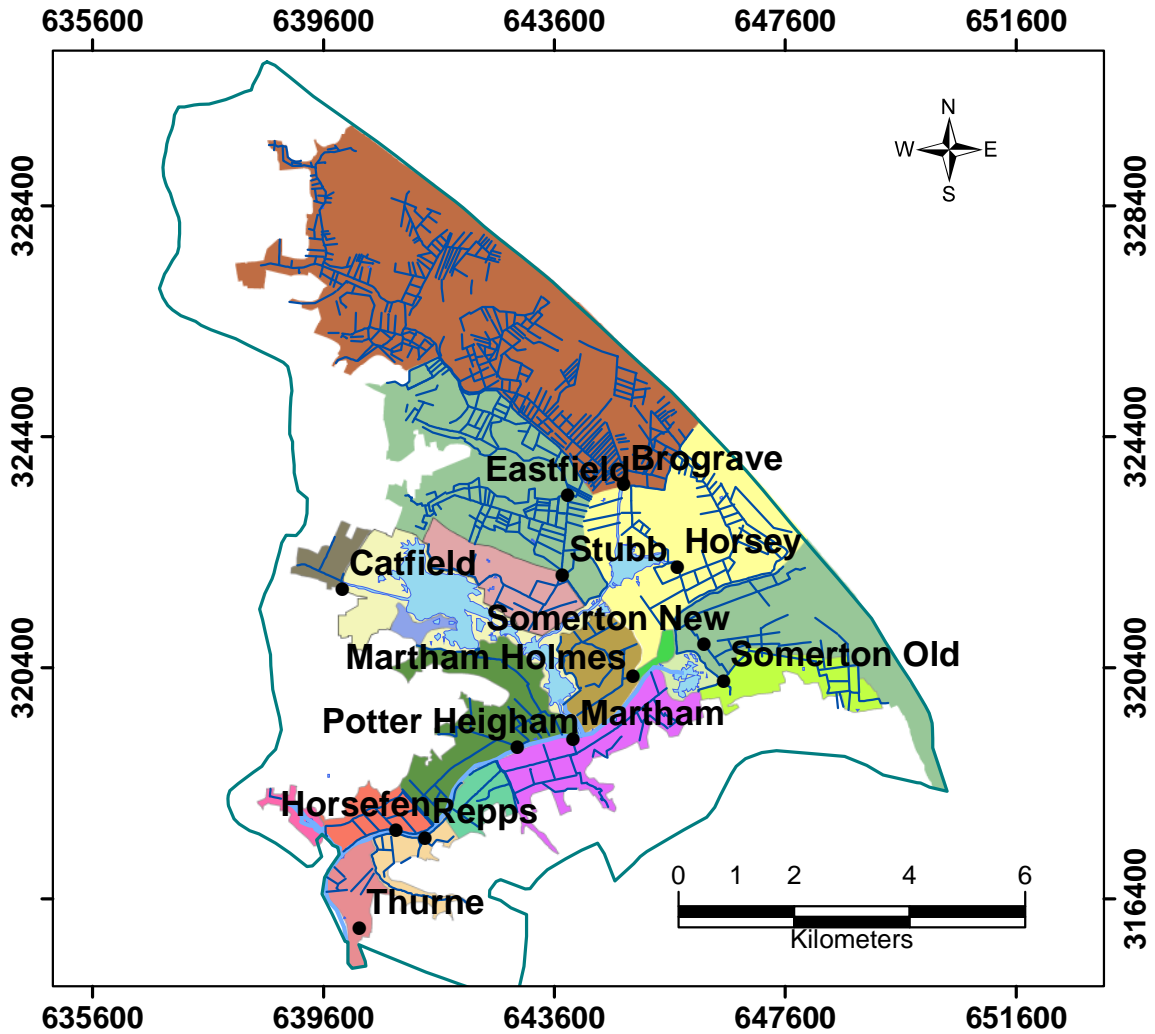 635600 639600 643600 647600 651600
N
W E
S
328400 328400
324400 324400
Brograve
Eastfield
Horsey
Stubb
Catfield
Somerton New
Somerton Old
Martham Holmes
320400 320400
Martham
Potter Heigham
Horsefen
Repps
Thurne
0 1 2 4 6
Kilometers
316400 316400
635600 639600 643600 647600 651600